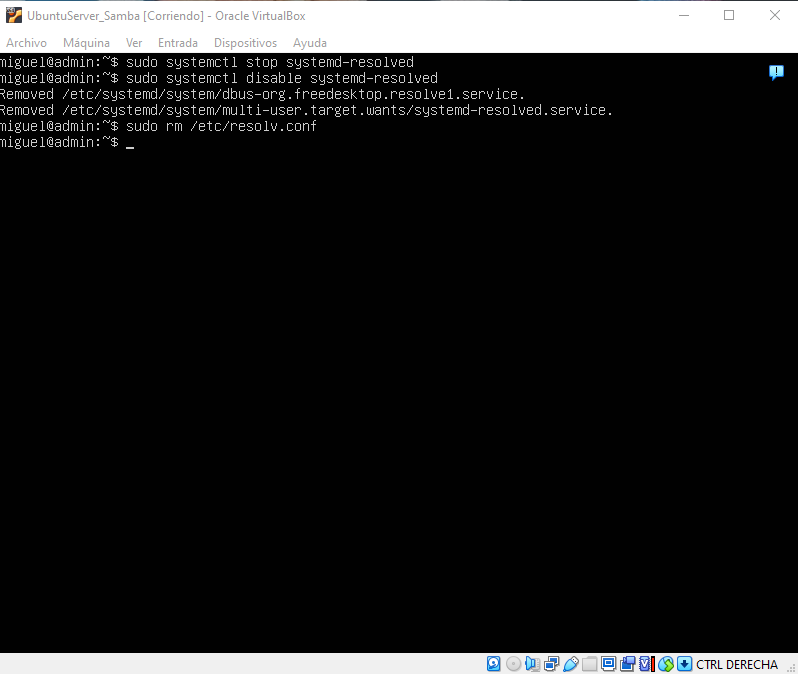 UbuntuServer_Samba [Corriendo] - Oracle VirtualBox
Archivo Máquina Ver Entrada Dispositivos Ayuda
miguel@admin:~$ sudo systemctl stop systemd-resolved
miguel@admin:~$ sudo systemctl disable systemd-resolved
Removed /etc/systemd/system/dbus-org.freedesktop.resolve1.service.
Removed /etc/systemd/system/multi-user.target.wants/systemd-resolved.service.
miguel@admin:~$ sudo rm /etc/resolv.conf
miguel@admin:~$ _
CTRL DERECHA